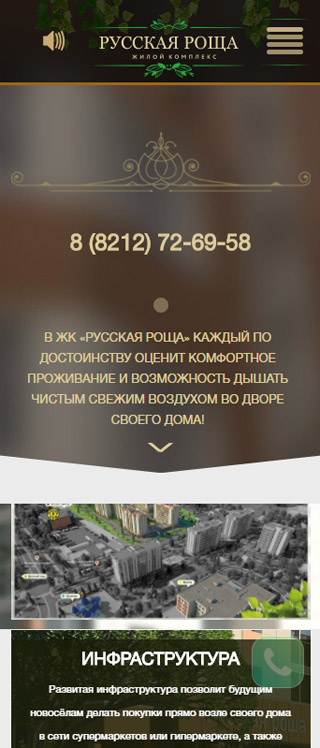 РУССКАЯ РОЩА
ЖИЛОЙ КОМПЛЕКС
8 (8212) 72-69-58
В ЖК «РУССКАЯ РОЩА» КАЖДЫЙ ПО
ДОСТОИНСТВУ ОЦЕНИТ КОМФОРТНОЕ
ПРОЖИВАНИЕ И ВОЗМОЖНОСТЬ ДЫШАТЬ
ЧИСТЫМ СВЕЖИМ ВОЗДУХОМ ВО ДВОРЕ
СВОЕГО ДОМА!
ИНФРАСТРУКТУРА
Развитая инфраструктура позволит будущим
новосёлам делать покупки прямо возле своего дома
в сети супермаркетов или гипермаркете, а также